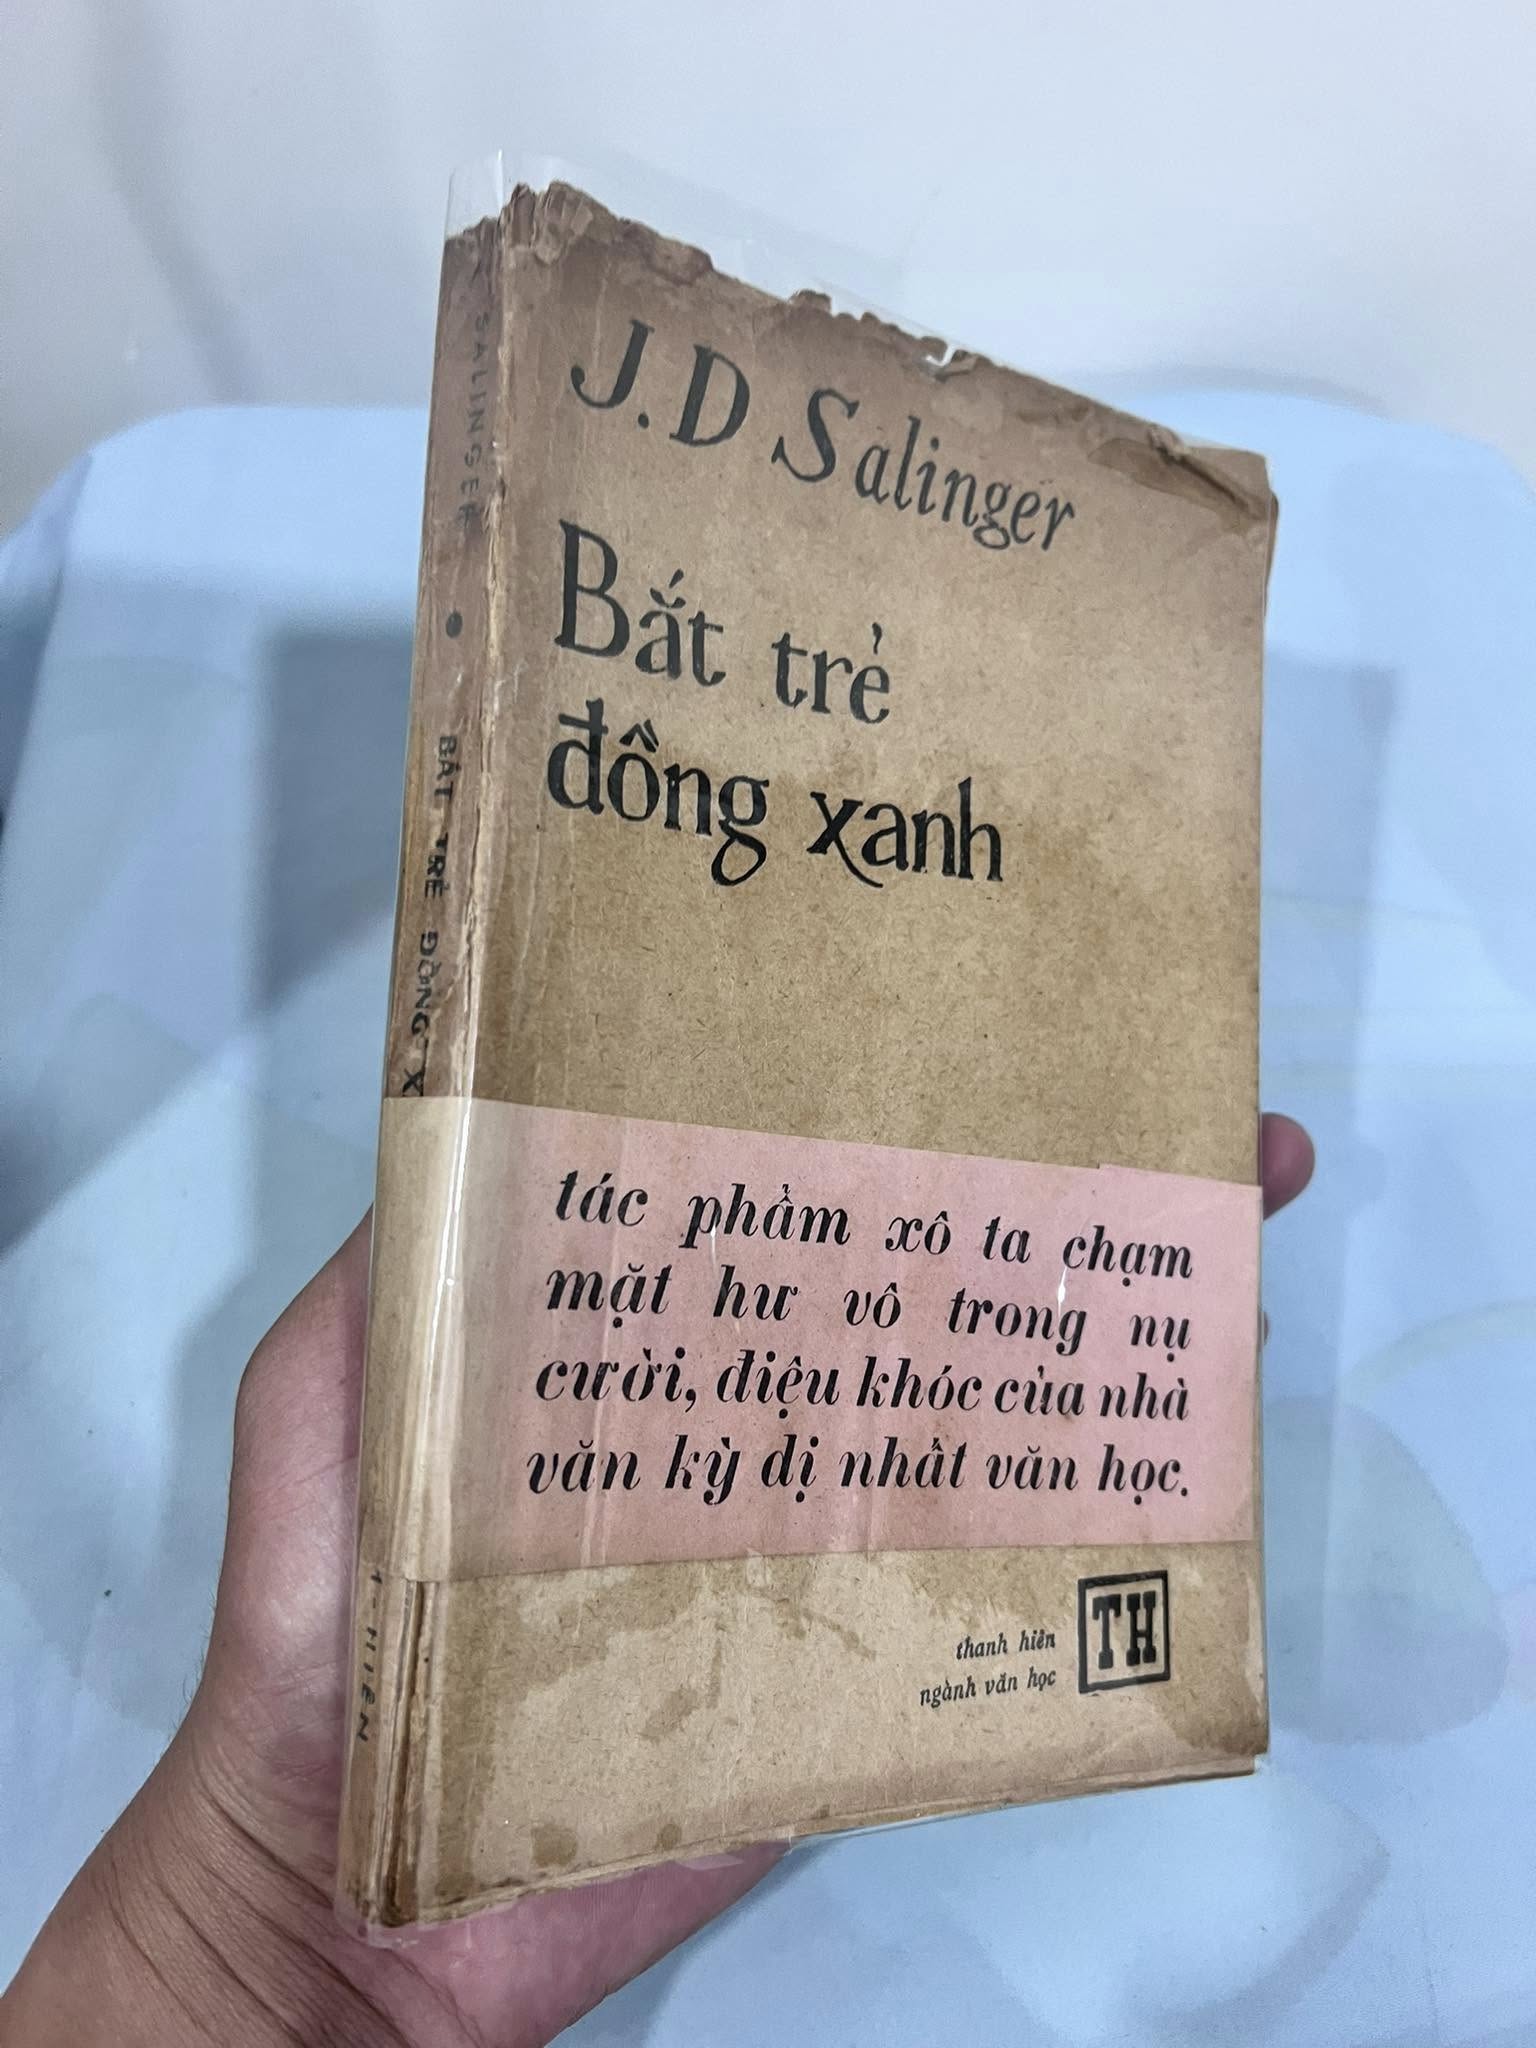 J.D Salinger
Bắt trẻ
đồng xanh
tác phẩm xô ta chạm
mặt hư vô trong nụ
cười, điệu khóc của nhà
văn kỳ dị nhất văn học.
thanh hiên
ngành văn học
TH
SALINGER • BẮT TRẺ ĐỒNG X
HIÊN